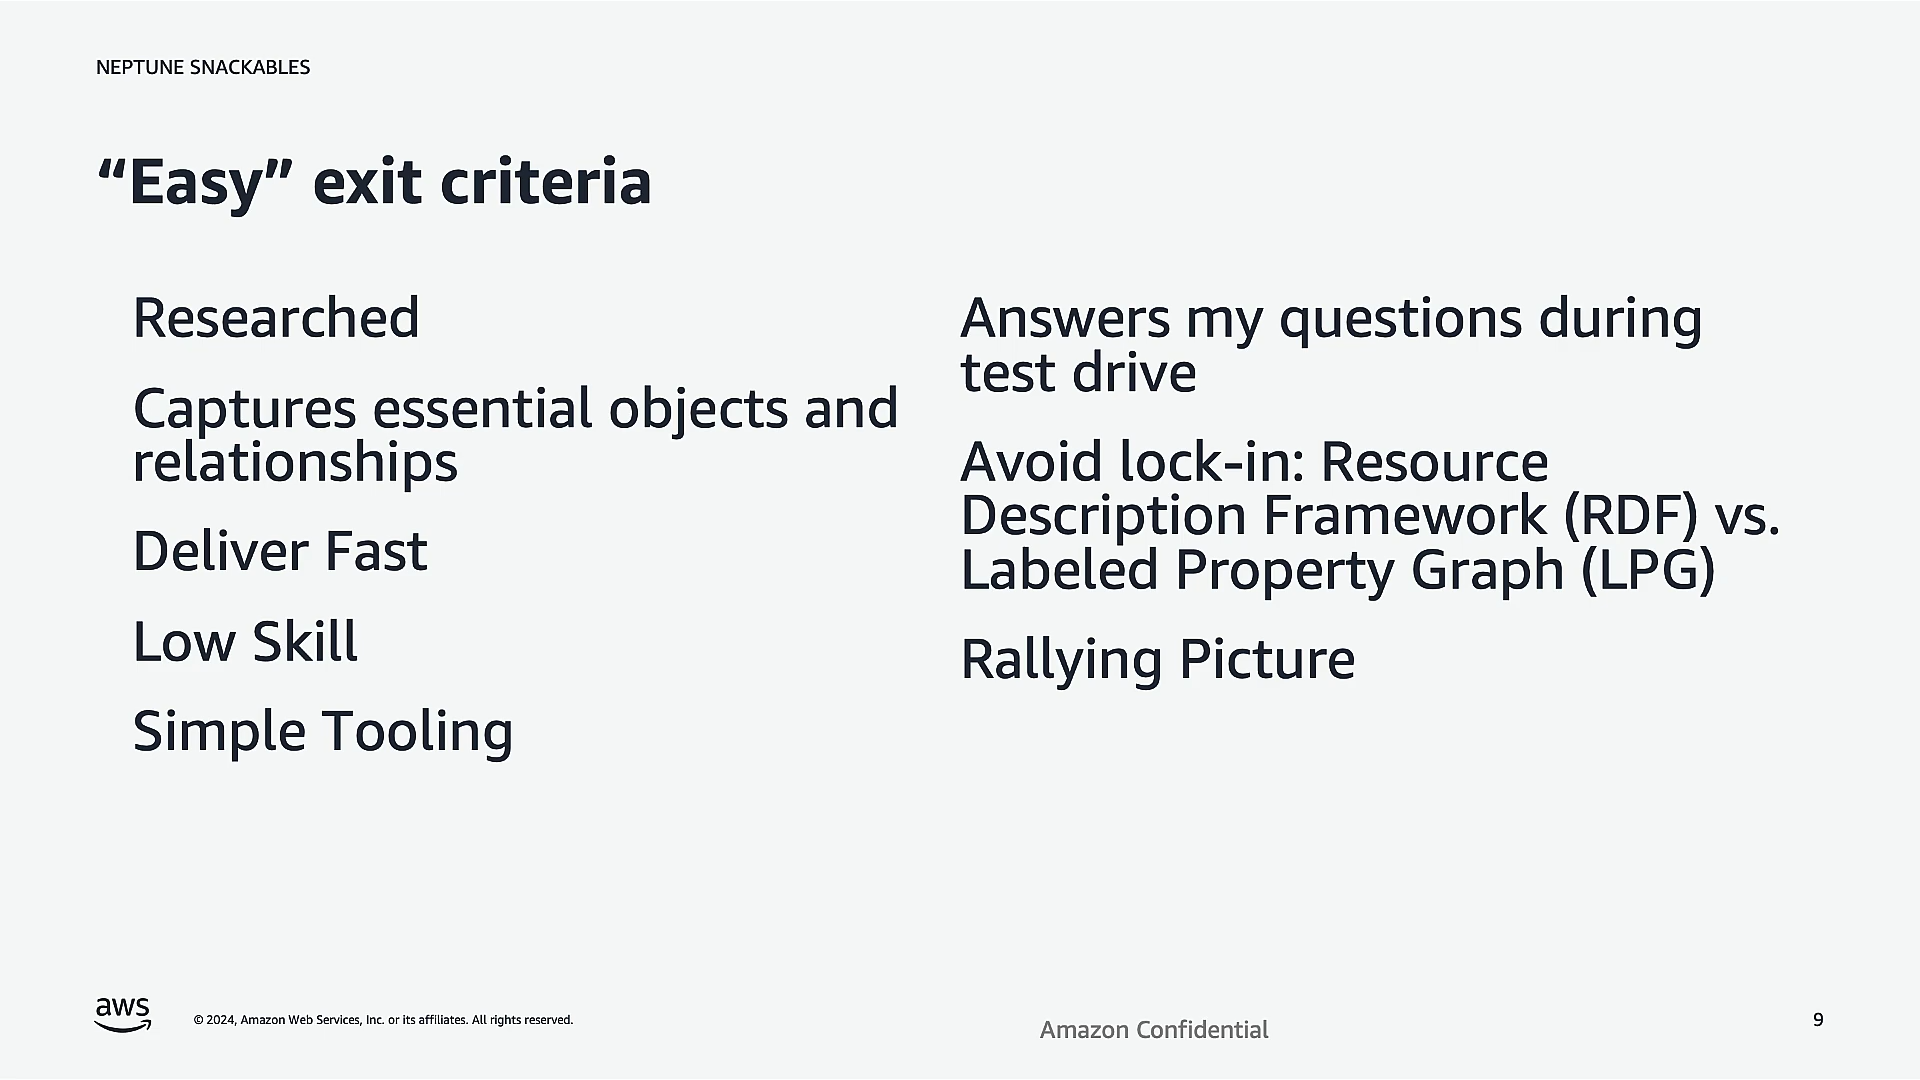 NEPTUNE SNACKABLES
“Easy” exit criteria
Researched
Captures essential objects and
relationships
Deliver Fast
Low Skill
Simple Tooling
Answers my questions during
test drive
Avoid lock-in: Resource
Description Framework (RDF) vs.
Labeled Property Graph (LPG)
Rallying Picture
aws
© 2024, Amazon Web Services, Inc. or its affiliates. All rights reserved.
Amazon Confidential
9